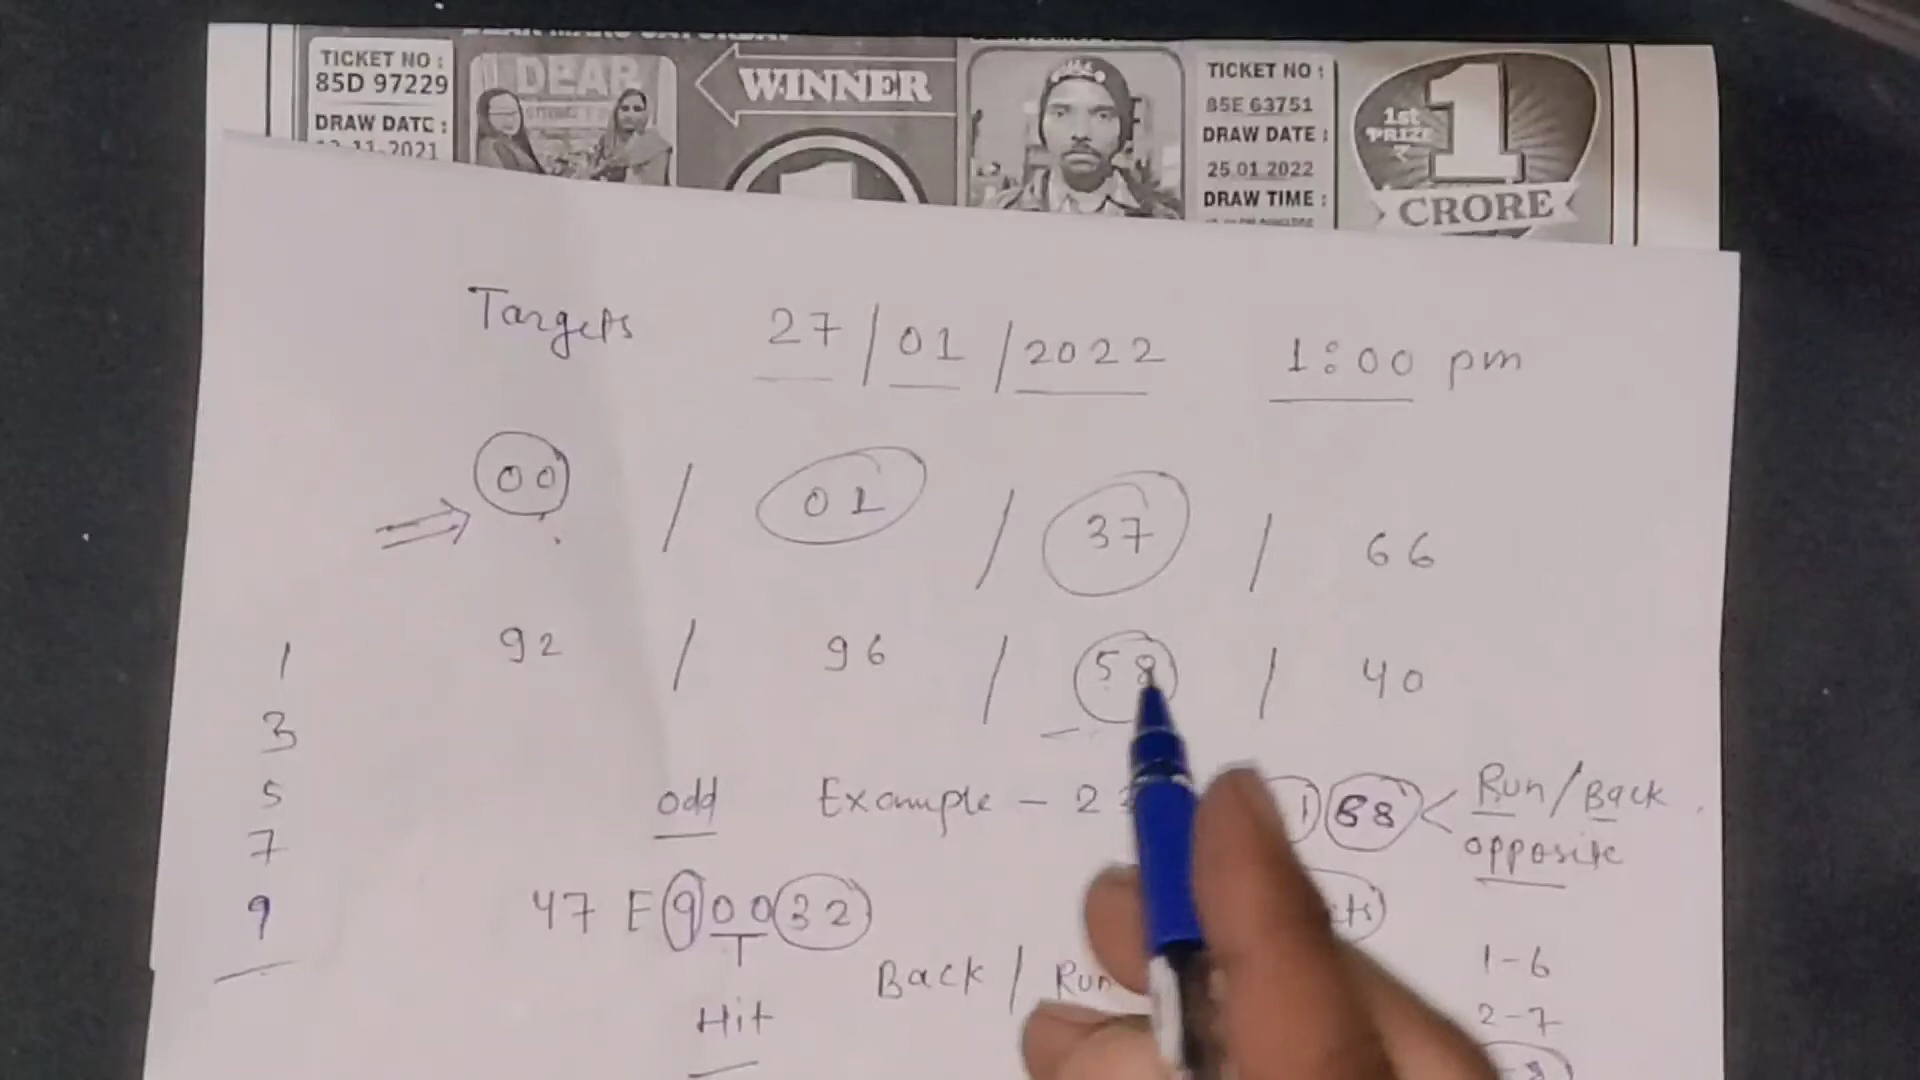 TICKET NO :
85D 97229
DRAW DATE :
11-2021
DEAR
WINNER
TICKET NO :
85E 63751
DRAW DATE :
25 01 2022
DRAW TIME :
1st
PRIZE
₹
1
CRORE
Targets 27/01/2022 1:00 pm
00 / 01 / 37 / 66
92 / 96 / 58 / 40
1
3
5
7
9
odd Example - 2 58 < Run/Back
opposite
47 E 90032
Hit
Back / Run
1-6
2-7